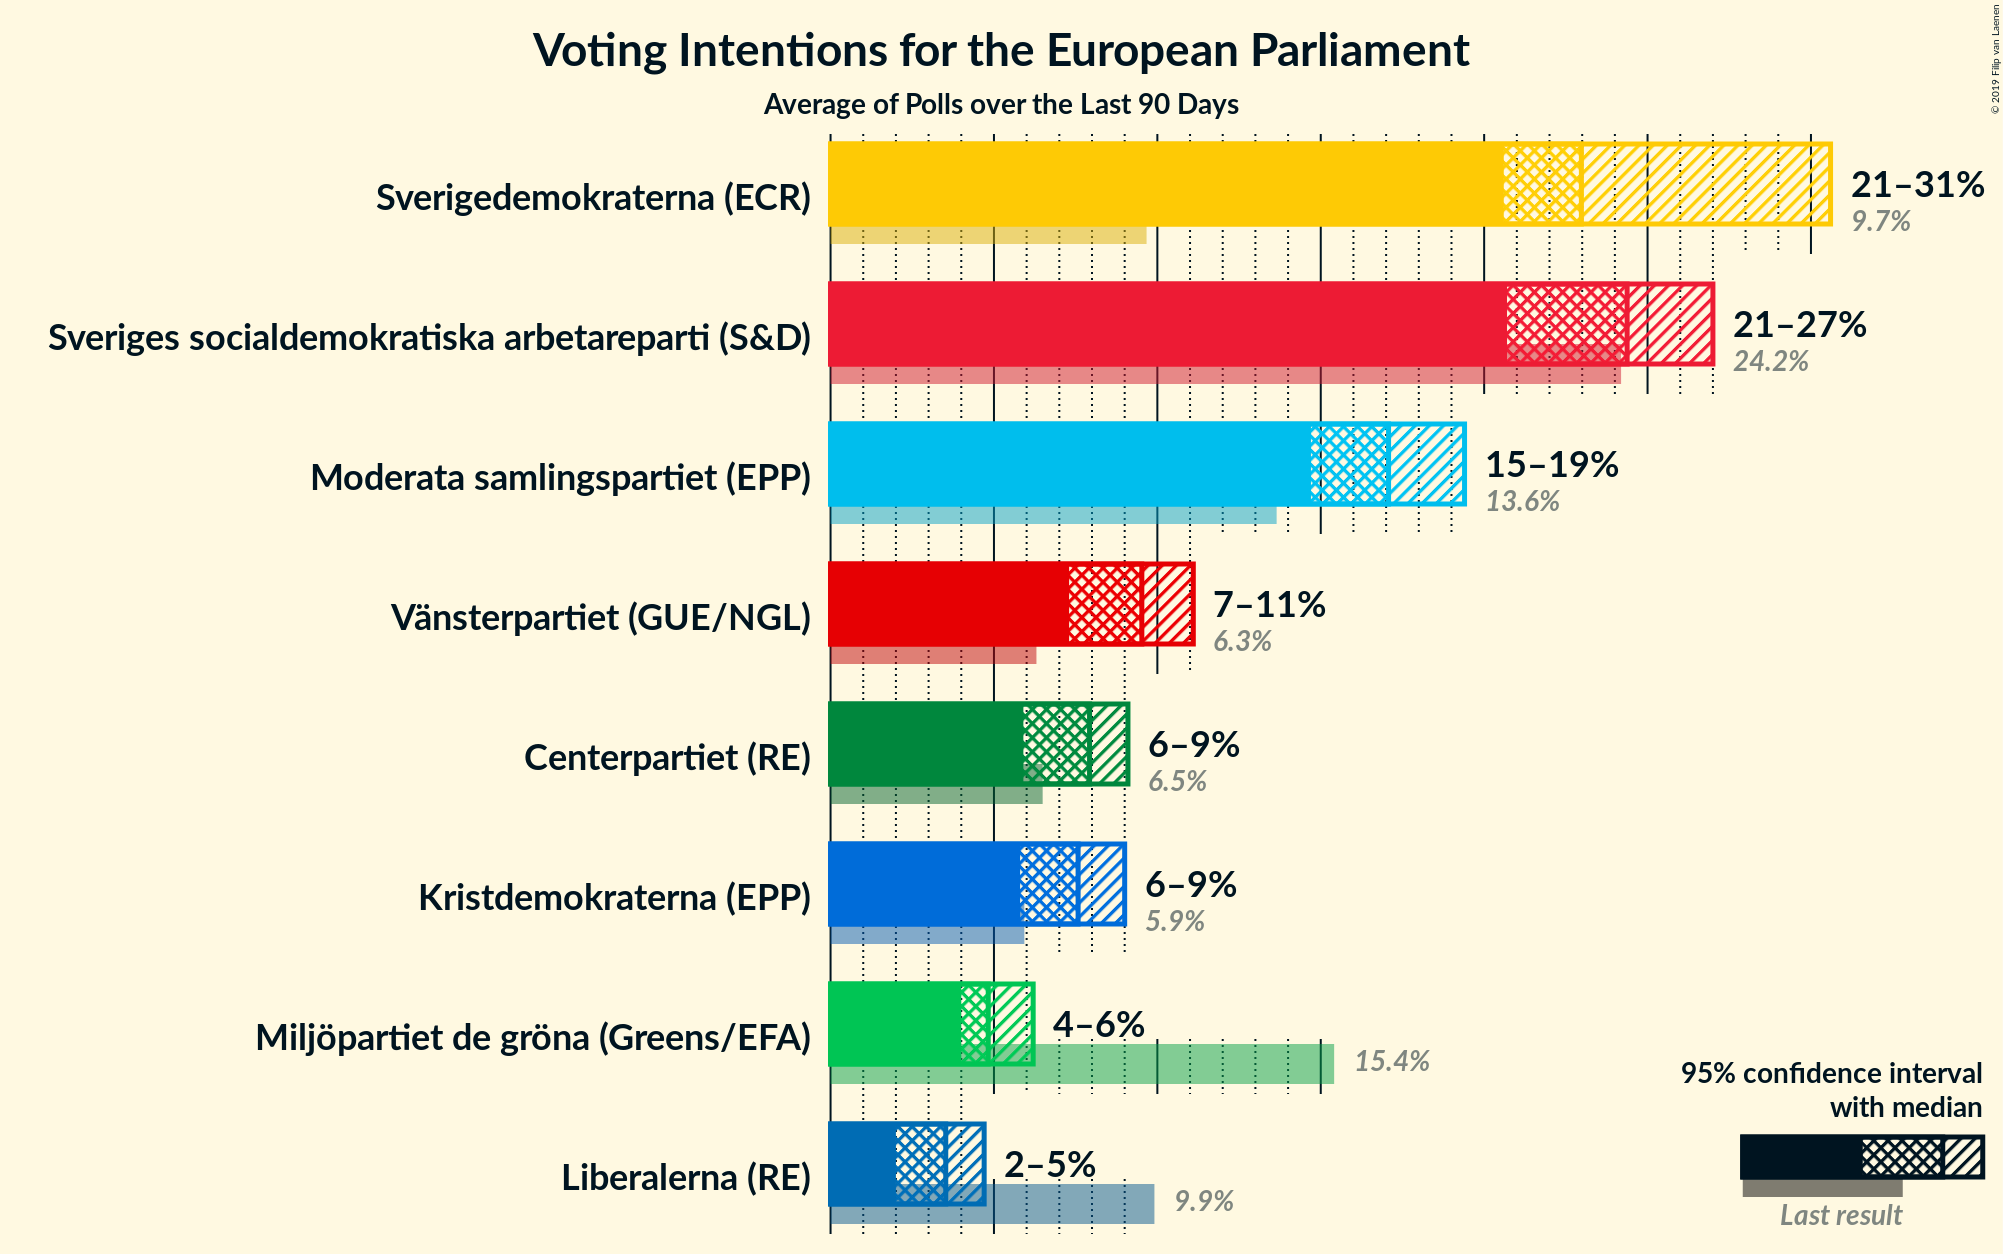 Voting Intentions for the European Parliament
Average of Polls over the Last 90 Days
© 2019 Filip van Laenen
Sverigedemokraterna (ECR)
21–31%
9.7%
Sveriges socialdemokratiska arbetareparti (S&D)
21–27%
24.2%
Moderata samlingspartiet (EPP)
15–19%
13.6%
Vänsterpartiet (GUE/NGL)
7–11%
6.3%
Centerpartiet (RE)
6–9%
6.5%
Kristdemokraterna (EPP)
6–9%
5.9%
Miljöpartiet de gröna (Greens/EFA)
4–6%
15.4%
Liberalerna (RE)
2–5%
9.9%
95% confidence interval
with median
Last result